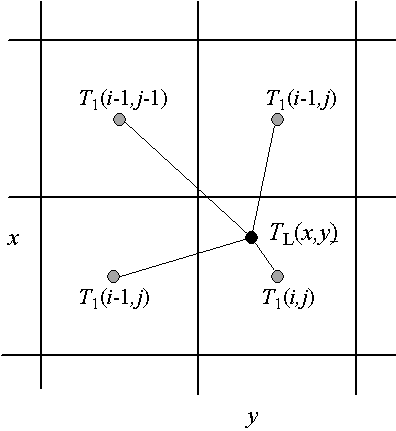 T1(i-1,j-1) T1(i-1,j)
x TL(x,y)
T1(i-1,j) T1(i,j)
y